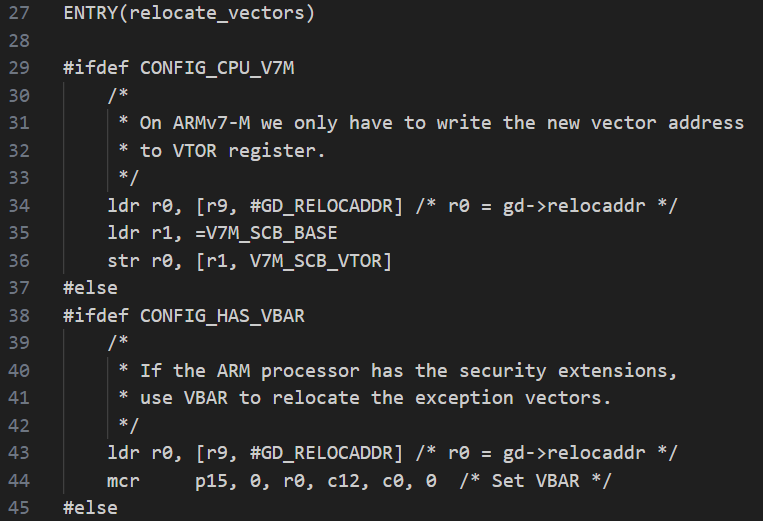 27 ENTRY(relocate_vectors)
28
29 #ifdef CONFIG_CPU_V7M
30     /*
31      * On ARMv7-M we only have to write the new vector address
32      * to VTOR register.
33      */
34     ldr r0, [r9, #GD_RELOCADDR] /* r0 = gd->relocaddr */
35     ldr r1, =V7M_SCB_BASE
36     str r0, [r1, V7M_SCB_VTOR]
37 #else
38 #ifdef CONFIG_HAS_VBAR
39     /*
40      * If the ARM processor has the security extensions,
41      * use VBAR to relocate the exception vectors.
42      */
43     ldr r0, [r9, #GD_RELOCADDR] /* r0 = gd->relocaddr */
44     mcr     p15, 0, r0, c12, c0, 0  /* Set VBAR */
45 #else